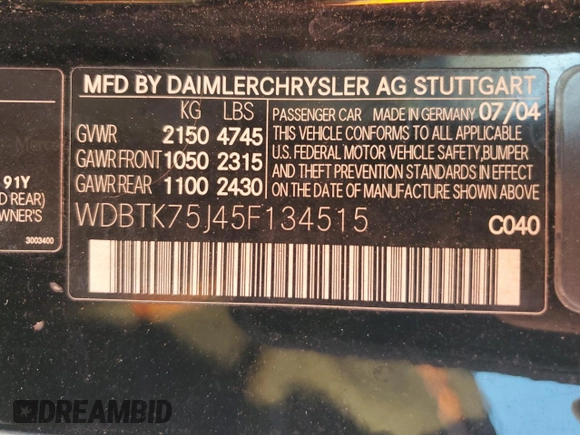 MFD BY DAIMLERCHRYSLER AG STUTTGART
KG LBS
GVWR 2150 4745
GAWR FRONT 1050 2315
GAWR REAR 1100 2430
PASSENGER CAR MADE IN GERMANY 07/04
THIS VEHICLE CONFORMS TO ALL APPLICABLE
U.S. FEDERAL MOTOR VEHICLE SAFETY, BUMPER,
AND THEFT PREVENTION STANDARDS IN EFFECT
ON THE DATE OF MANUFACTURE SHOWN ABOVE.
WDBTK75J45F134515
C040
91Y
D REAR)
OWNER'S
3003400
DREAMBID